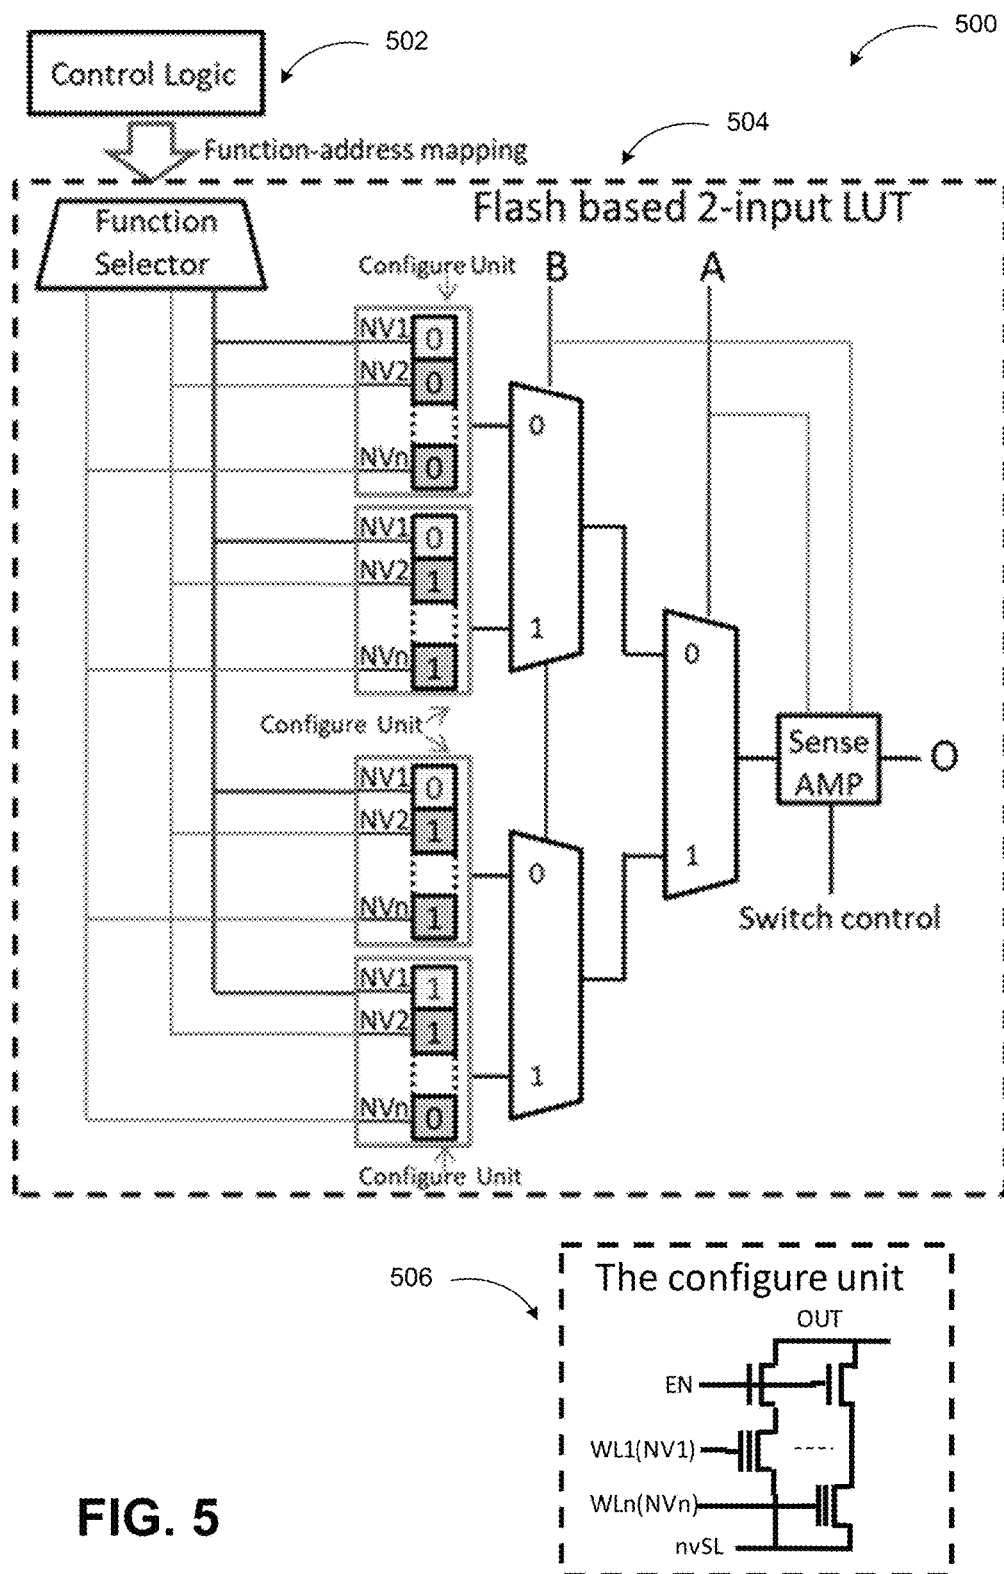 500
502
Control Logic
504
Function-address mapping
Flash based 2-input LUT
Function
Selector
Configure Unit
B
A
NV1
0
NV2
0
NVn
0
0
1
NV1
0
NV2
1
NVn
1
Configure Unit
0
1
Sense
AMP
O
Switch control
NV1
0
NV2
1
NVn
1
0
1
NV1
1
NV2
1
NVn
0
Configure Unit
506
The configure unit
OUT
EN
WL1(NV1)
WLn(NVn)
nvSL
FIG. 5